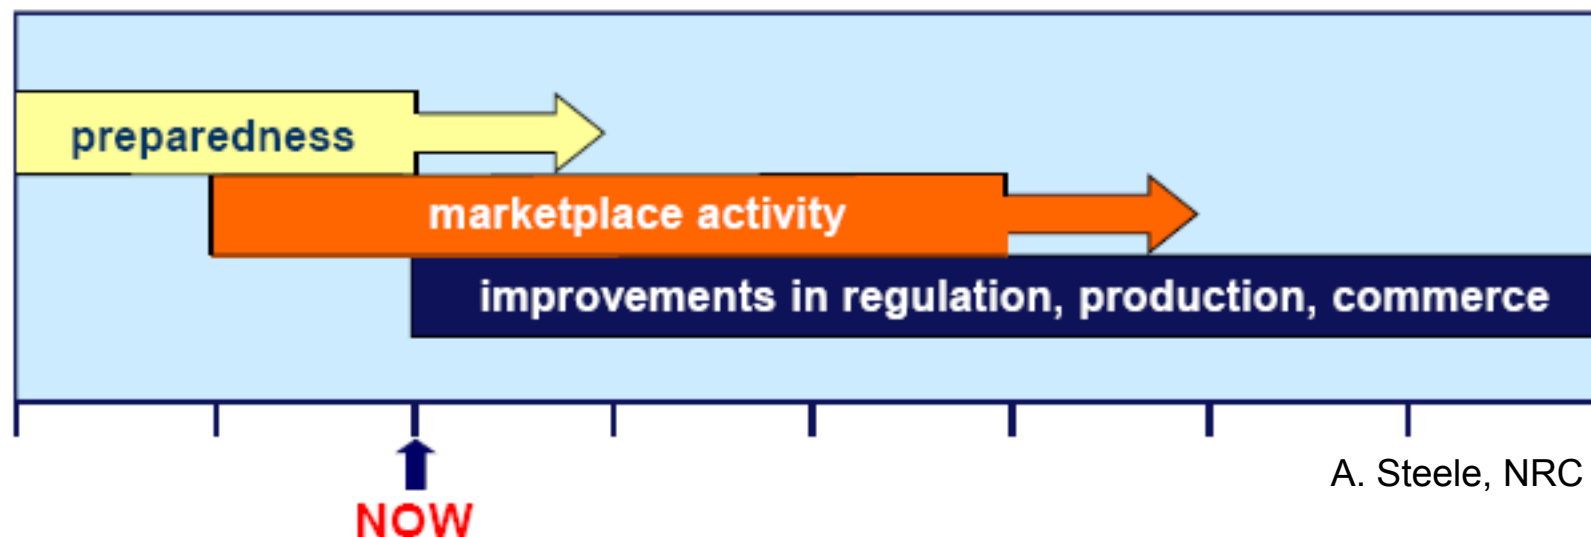 preparedness
marketplace activity
improvements in regulation, production, commerce
A. Steele, NRC
NOW